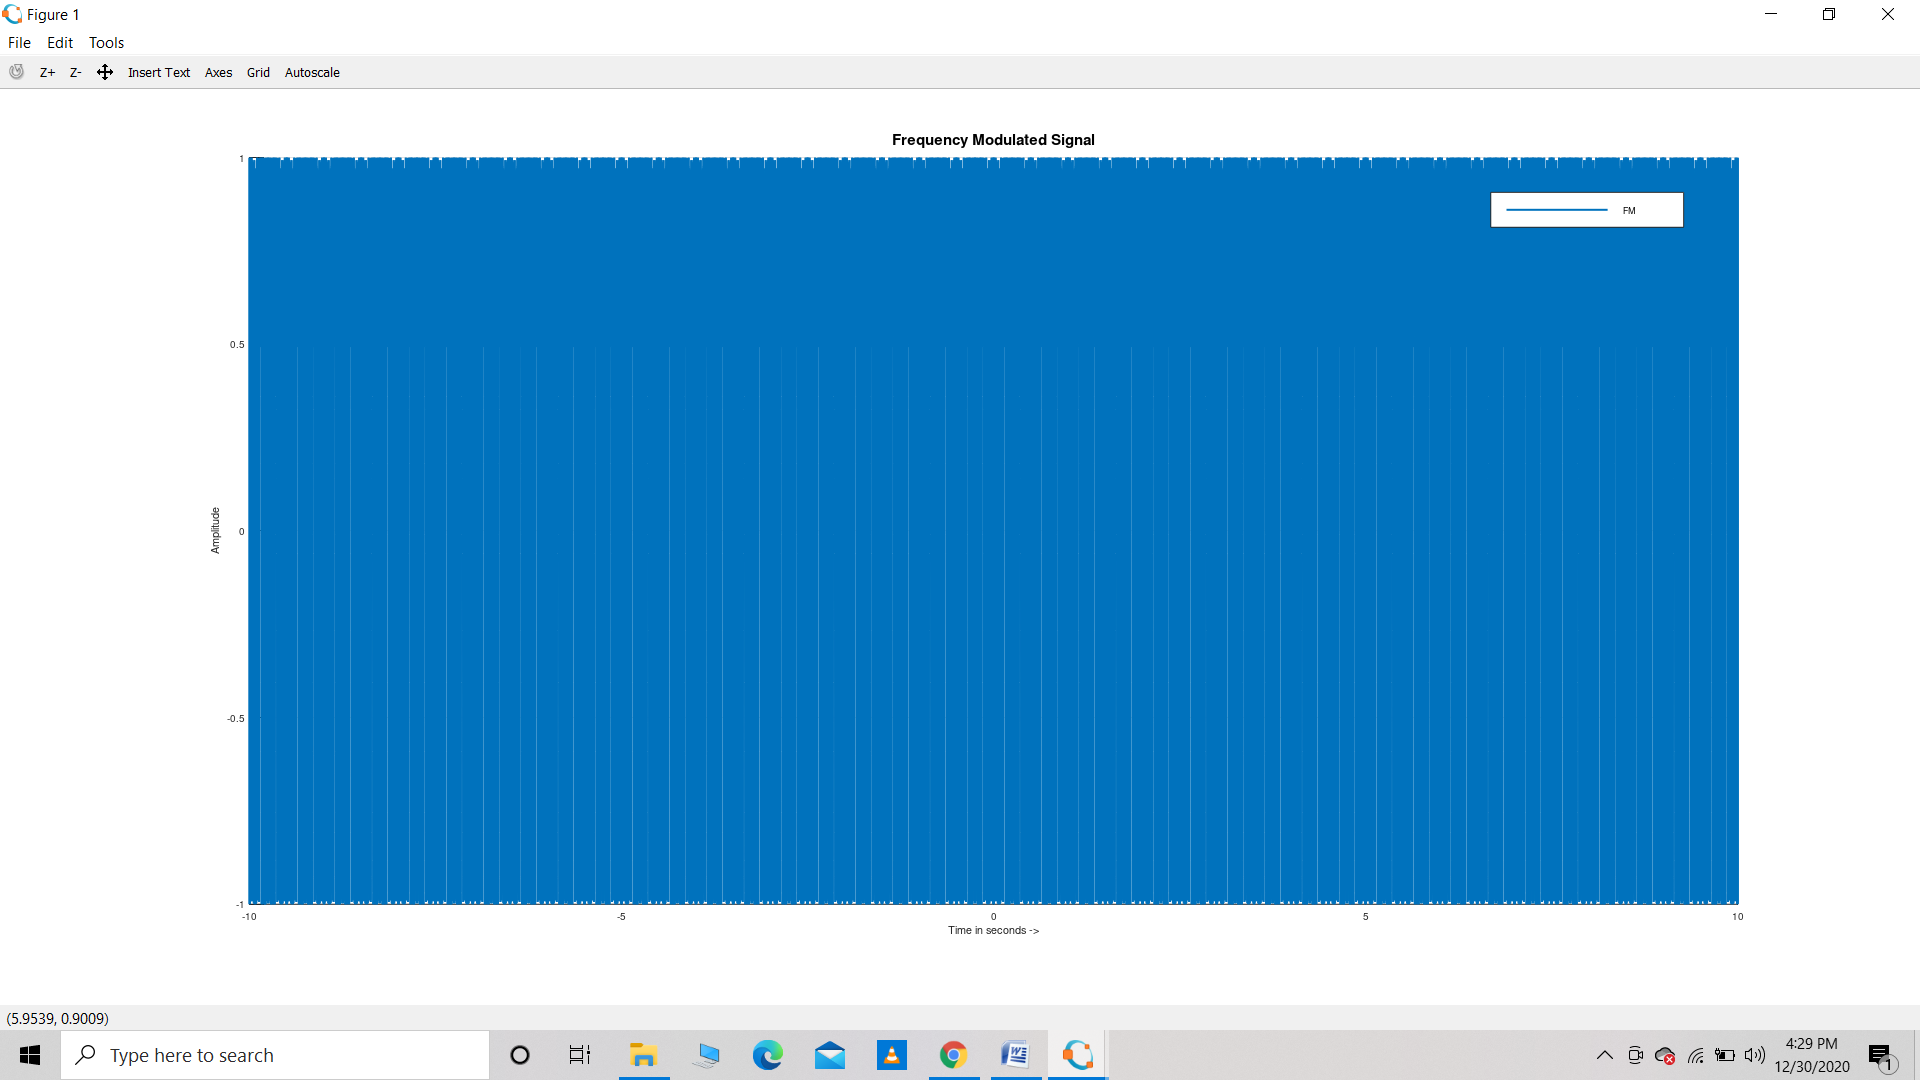 Figure 1
File Edit Tools
Z+ Z- Insert Text Axes Grid Autoscale
Frequency Modulated Signal
1
FM
0.5
Amplitude
0
-0.5
-1
-10 -5 0 5 10
Time in seconds ->
(5.9539, 0.9009)
Type here to search
4:29 PM
12/30/2020
1